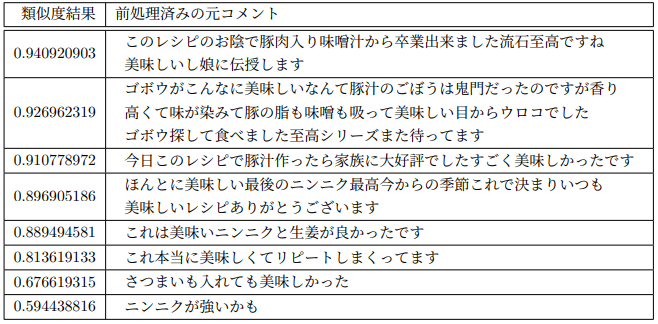 類似度結果 前処理済みの元コメント
0.940920903 このレシピのお陰で豚肉入り味噌汁から卒業出来ました流石至高ですね
美味しいし娘に伝授します
ゴボウがこんなに美味しいなんて豚汁のごぼうは鬼門だったのですが香り
0.926962319 高くて味が染みて豚の脂も味噌も吸って美味しい目からウロコでした
ゴボウ探して食べました至高シリーズまた待ってます
0.910778972 今日このレシピで豚汁作ったら家族に大好評でしたすごく美味しかったです
0.896905186 ほんとに美味しい最後のニンニク最高今からの季節これで決まりいつも
美味しいレシピありがとうございます
0.889494581 これは美味いニンニクと生姜が良かったです
0.813619133 これ本当に美味しくてリピートしまくってます
0.676619315 さつまいも入れても美味しかった
0.594438816 ニンニクが強いかも